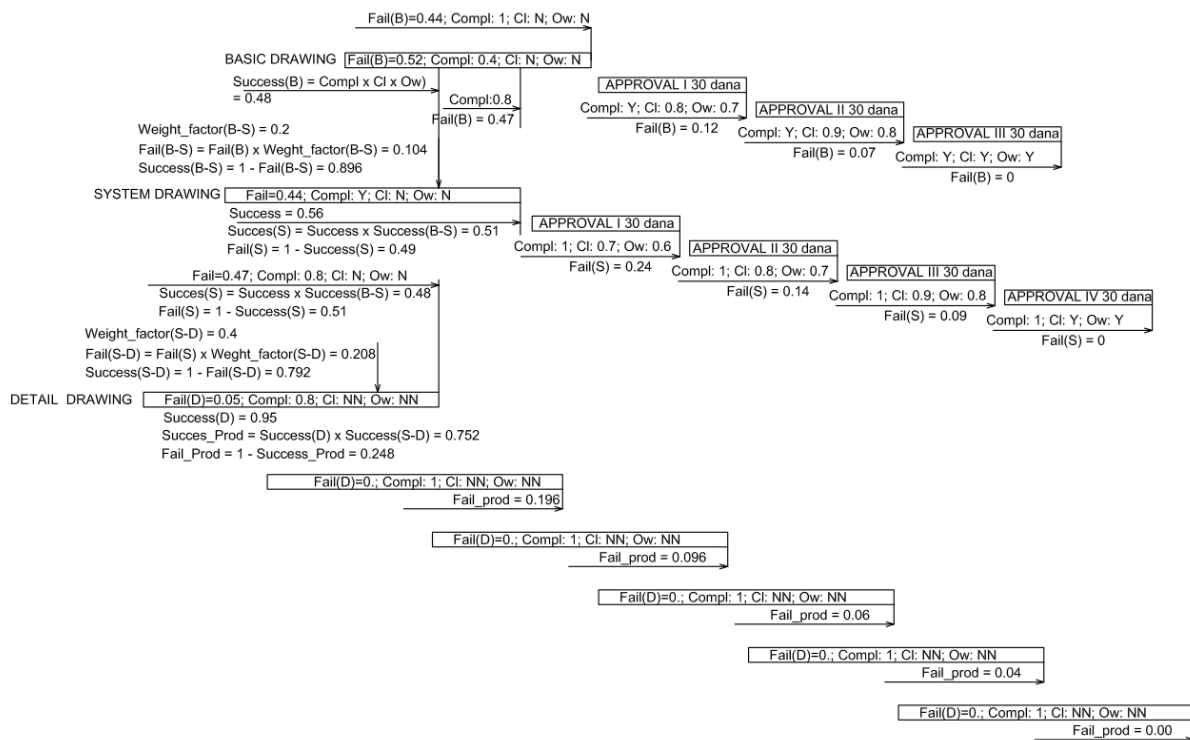 Fail(B)=0.44; Compl: 1; Cl: N; Ow: N
BASIC DRAWING
Fail(B)=0.52; Compl: 0.4; Cl: N; Ow: N
Success(B) = Compl x Cl x Ow)
= 0.48
Compl:0.8
Fail(B) = 0.47
APPROVAL I 30 dana
Compl: Y; Cl: 0.8; Ow: 0.7
Fail(B) = 0.12
APPROVAL II 30 dana
Compl: Y; Cl: 0.9; Ow: 0.8
Fail(B) = 0.07
APPROVAL III 30 dana
Compl: Y; Cl: Y; Ow: Y
Fail(B) = 0
Weight_factor(B-S) = 0.2
Fail(B-S) = Fail(B) x Weght_factor(B-S) = 0.104
Success(B-S) = 1 - Fail(B-S) = 0.896
SYSTEM DRAWING
Fail=0.44; Compl: Y; Cl: N; Ow: N
Success = 0.56
Succes(S) = Success x Success(B-S) = 0.51
Fail(S) = 1 - Success(S) = 0.49
APPROVAL I 30 dana
Compl: 1; Cl: 0.7; Ow: 0.6
Fail(S) = 0.24
APPROVAL II 30 dana
Compl: 1; Cl: 0.8; Ow: 0.7
Fail(S) = 0.14
APPROVAL III 30 dana
Compl: 1; Cl: 0.9; Ow: 0.8
Fail(S) = 0.09
APPROVAL IV 30 dana
Compl: 1; Cl: Y; Ow: Y
Fail(S) = 0
Fail=0.47; Compl: 0.8; Cl: N; Ow: N
Succes(S) = Success x Success(B-S) = 0.48
Fail(S) = 1 - Success(S) = 0.51
Weight_factor(S-D) = 0.4
Fail(S-D) = Fail(S) x Weght_factor(S-D) = 0.208
Success(S-D) = 1 - Fail(S-D) = 0.792
DETAIL DRAWING
Fail(D)=0.05; Compl: 0.8; Cl: NN; Ow: NN
Success(D) = 0.95
Succes_Prod = Success(D) x Success(S-D) = 0.752
Fail_Prod = 1 - Success_Prod = 0.248
Fail(D)=0.; Compl: 1; Cl: NN; Ow: NN
Fail_prod = 0.196
Fail(D)=0.; Compl: 1; Cl: NN; Ow: NN
Fail_prod = 0.096
Fail(D)=0.; Compl: 1; Cl: NN; Ow: NN
Fail_prod = 0.06
Fail(D)=0.; Compl: 1; Cl: NN; Ow: NN
Fail_prod = 0.04
Fail(D)=0.; Compl: 1; Cl: NN; Ow: NN
Fail_prod = 0.00